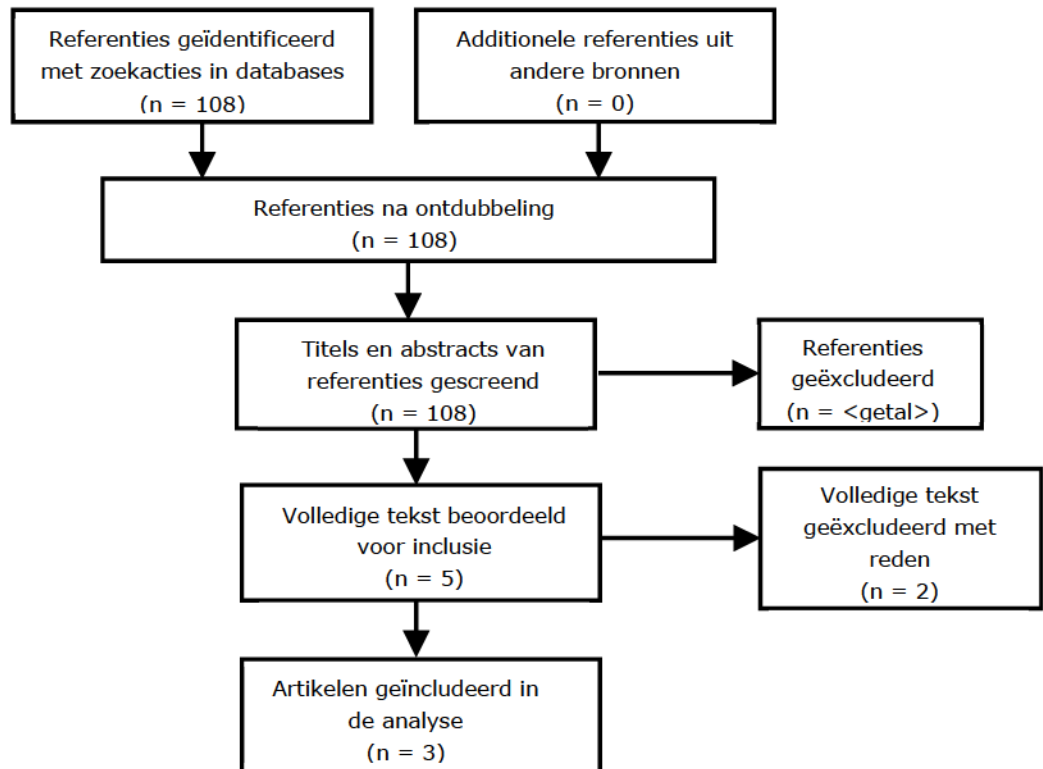 Referenties geïdentificeerd
met zoekacties in databases
(n = 108)
Additionele referenties uit
andere bronnen
(n = 0)
Referenties na ontdubbeling
(n = 108)
Titels en abstracts van
referenties gescreend
(n = 108)
Referenties
geëxcludeerd
(n = <getal>)
Volledige tekst beoordeeld
voor inclusie
(n = 5)
Volledige tekst
geëxcludeerd met
reden
(n = 2)
Artikelen geïncludeerd in
de analyse
(n = 3)